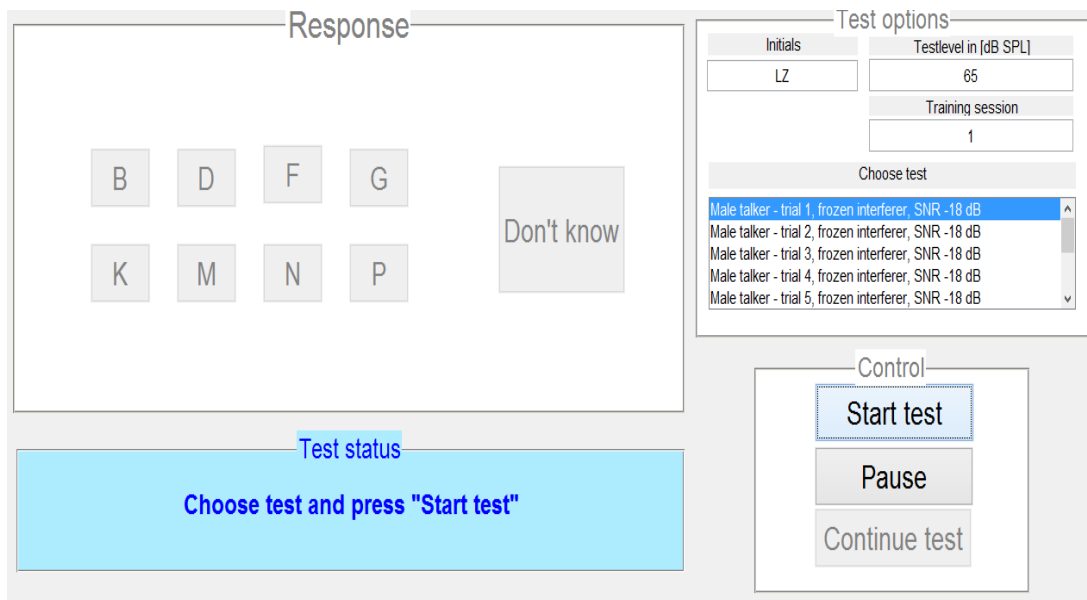 Response
B D F G
Don't know
K M N P
Test status
Choose test and press "Start test"
Test options
Initials
Testlevel in [dB SPL]
LZ
65
Training session
1
Choose test
Male talker - trial 1, frozen interferer, SNR -18 dB
Male talker - trial 2, frozen interferer, SNR -18 dB
Male talker - trial 3, frozen interferer, SNR -18 dB
Male talker - trial 4, frozen interferer, SNR -18 dB
Male talker - trial 5, frozen interferer, SNR -18 dB
Control
Start test
Pause
Continue test